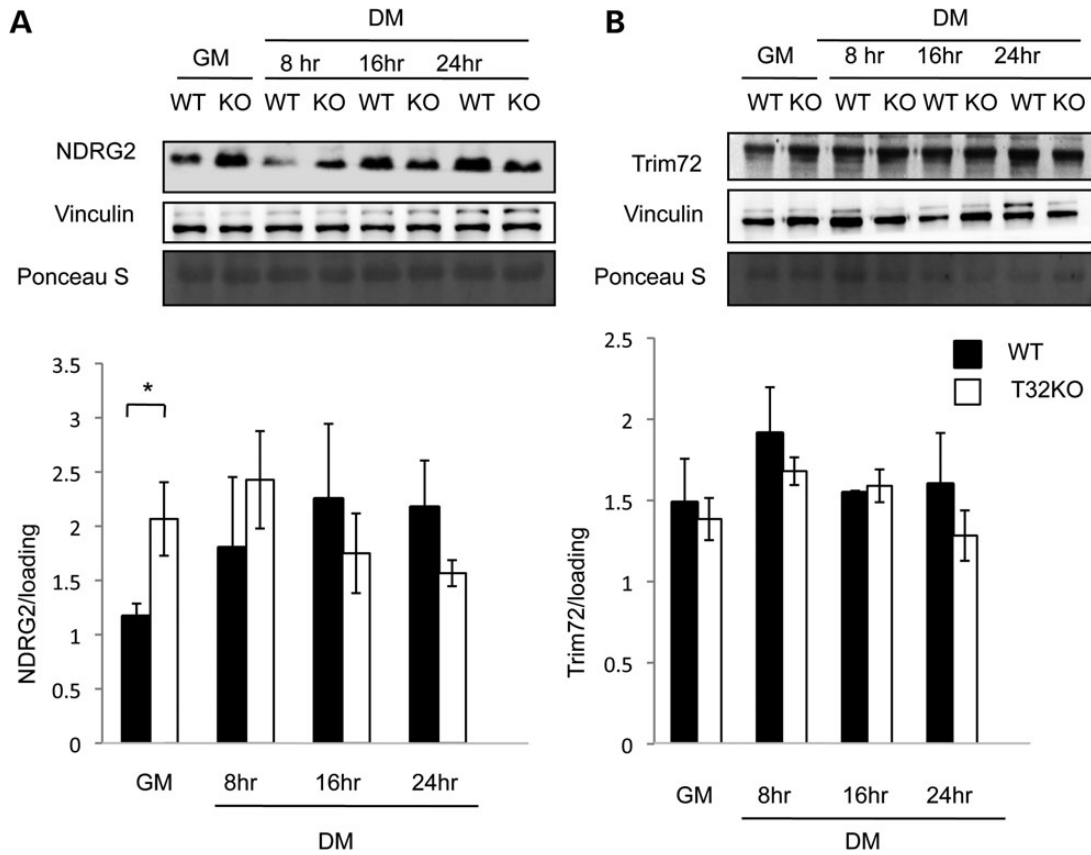 A
DM
GM
8 hr 16hr 24hr
WT KO WT KO WT KO WT KO
NDRG2
Vinculin
Ponceau S
3.5
3
2.5
2
1.5
1
0.5
0
NDRG2/loading
*
GM 8hr 16hr 24hr
DM
B
DM
GM
8 hr 16hr 24hr
WT KO WT KO WT KO WT KO
Trim72
Vinculin
Ponceau S
2.5
2
1.5
1
0.5
0
Trim72/loading
WT
T32KO
GM 8hr 16hr 24hr
DM